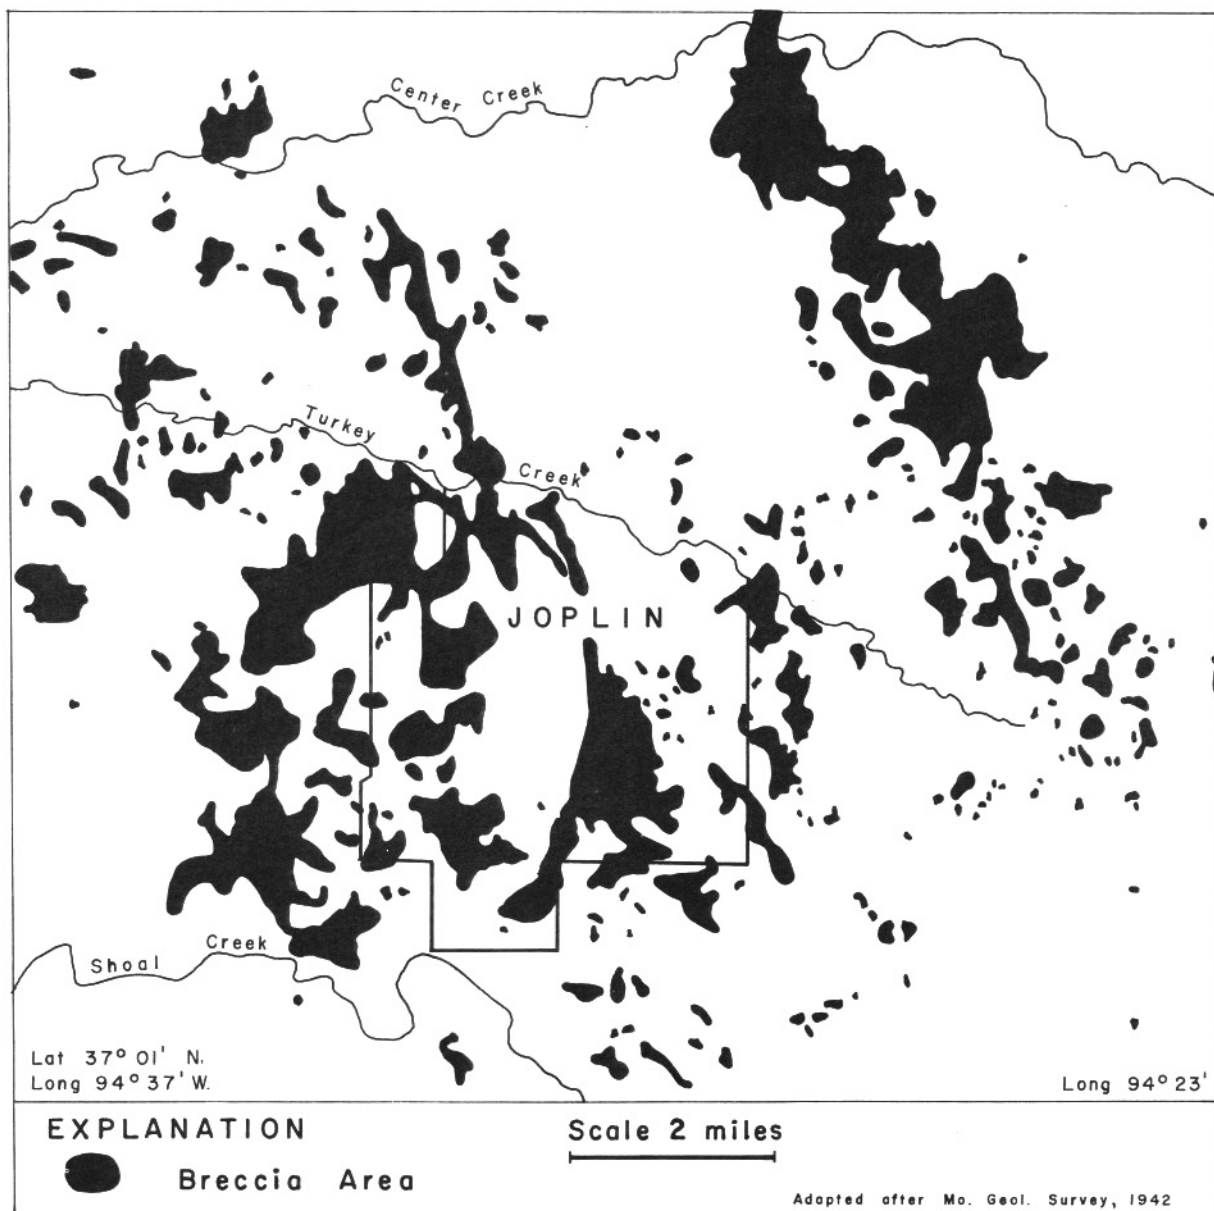 Center Creek
Turkey
Creek
JOPLIN
Shoal Creek
Lat 37° 01' N.
Long 94° 37' W.
Long 94° 23'
EXPLANATION
Breccia Area
Scale 2 miles
Adapted after Mo. Geol. Survey, 1942